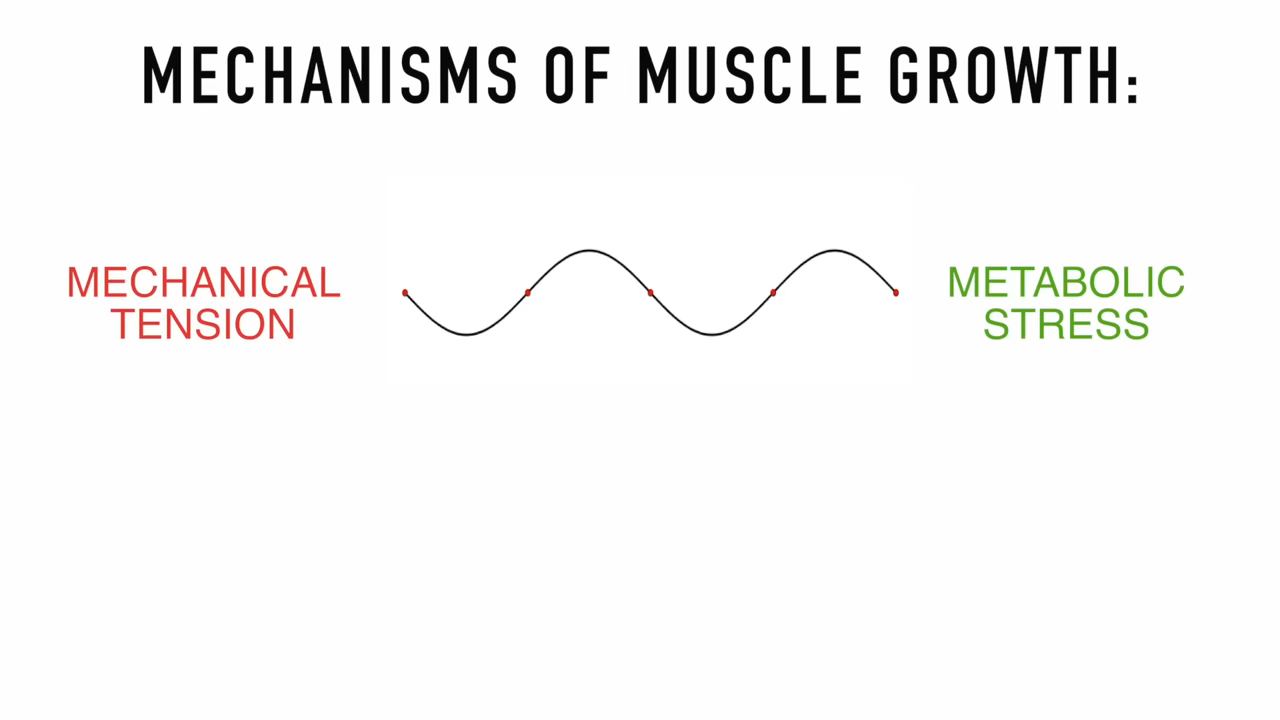 MECHANISMS OF MUSCLE GROWTH:
MECHANICAL
TENSION
METABOLIC
STRESS